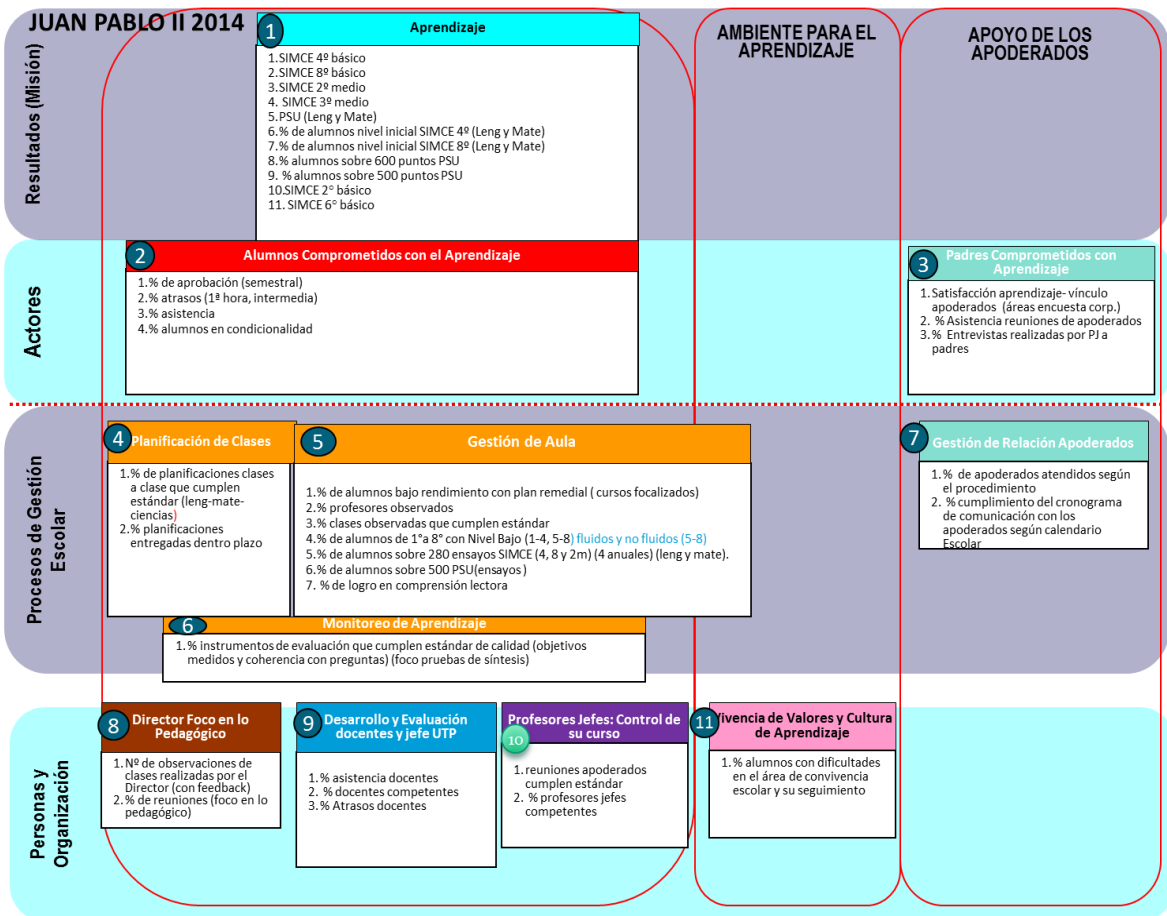 JUAN PABLO II 2014
1
Aprendizaje
AMBIENTE PARA EL
APRENDIZAJE
APOYO DE LOS
APODERADOS
Resultados (Misión)
1.SIMCE 4º básico
2.SIMCE 8º básico
3.SIMCE 2º medio
4. SIMCE 3º medio
5.PSU (Leng y Mate)
6.% de alumnos nivel inicial SIMCE 4º (Leng y Mate)
7.% de alumnos nivel inicial SIMCE 8º (Leng y Mate)
8.% alumnos sobre 600 puntos PSU
9. % alumnos sobre 500 puntos PSU
10.SIMCE 2° básico
11. SIMCE 6° básico
Actores
2
Alumnos Comprometidos con el Aprendizaje
1.% de aprobación (semestral)
2.% atrasos (1ª hora, intermedia)
3.% asistencia
4.% alumnos en condicionalidad
3
Padres Comprometidos con
Aprendizaje
1.Satisfacción aprendizaje- vínculo
apoderados (áreas encuesta corp.)
2. % Asistencia reuniones de apoderados
3.% Entrevistas realizadas por PJ a
padres
Procesos de Gestión
Escolar
4
Planificación de Clases
1.% de planificaciones clases
a clase que cumplen
estándar (leng-mate-
ciencias)
2.% planificaciones
entregadas dentro plazo
5
Gestión de Aula
1.% de alumnos bajo rendimiento con plan remedial ( cursos focalizados)
2.% profesores observados
3.% clases observadas que cumplen estándar
4.% de alumnos de 1°a 8° con Nivel Bajo (1-4, 5-8) fluidos y no fluidos (5-8)
5.% de alumnos sobre 280 ensayos SIMCE (4, 8 y 2m) (4 anuales) (leng y mate).
6.% de alumnos sobre 500 PSU(ensayos )
7. % de logro en comprensión lectora
7
Gestión de Relación Apoderados
1.% de apoderados atendidos según
el procedimiento
2. % cumplimiento del cronograma
de comunicación con los
apoderados según calendario
Escolar
6
Monitoreo de Aprendizaje
1.% instrumentos de evaluación que cumplen estándar de calidad (objetivos
medidos y coherencia con preguntas) (foco pruebas de síntesis)
Personas y
Organización
8
Director Foco en lo
Pedagógico
1.Nº de observaciones de
clases realizadas por el
Director (con feedback)
2.% de reuniones (foco en lo
pedagógico)
9
Desarrollo y Evaluación
docentes y jefe UTP
1.% asistencia docentes
2. % docentes competentes
3.% Atrasos docentes
10
Profesores Jefes: Control de
su curso
1.reuniones apoderados
cumplen estándar
2. % profesores jefes
competentes
11
Vivencia de Valores y Cultura
de Aprendizaje
1.% alumnos con dificultades
en el área de convivencia
escolar y su seguimiento